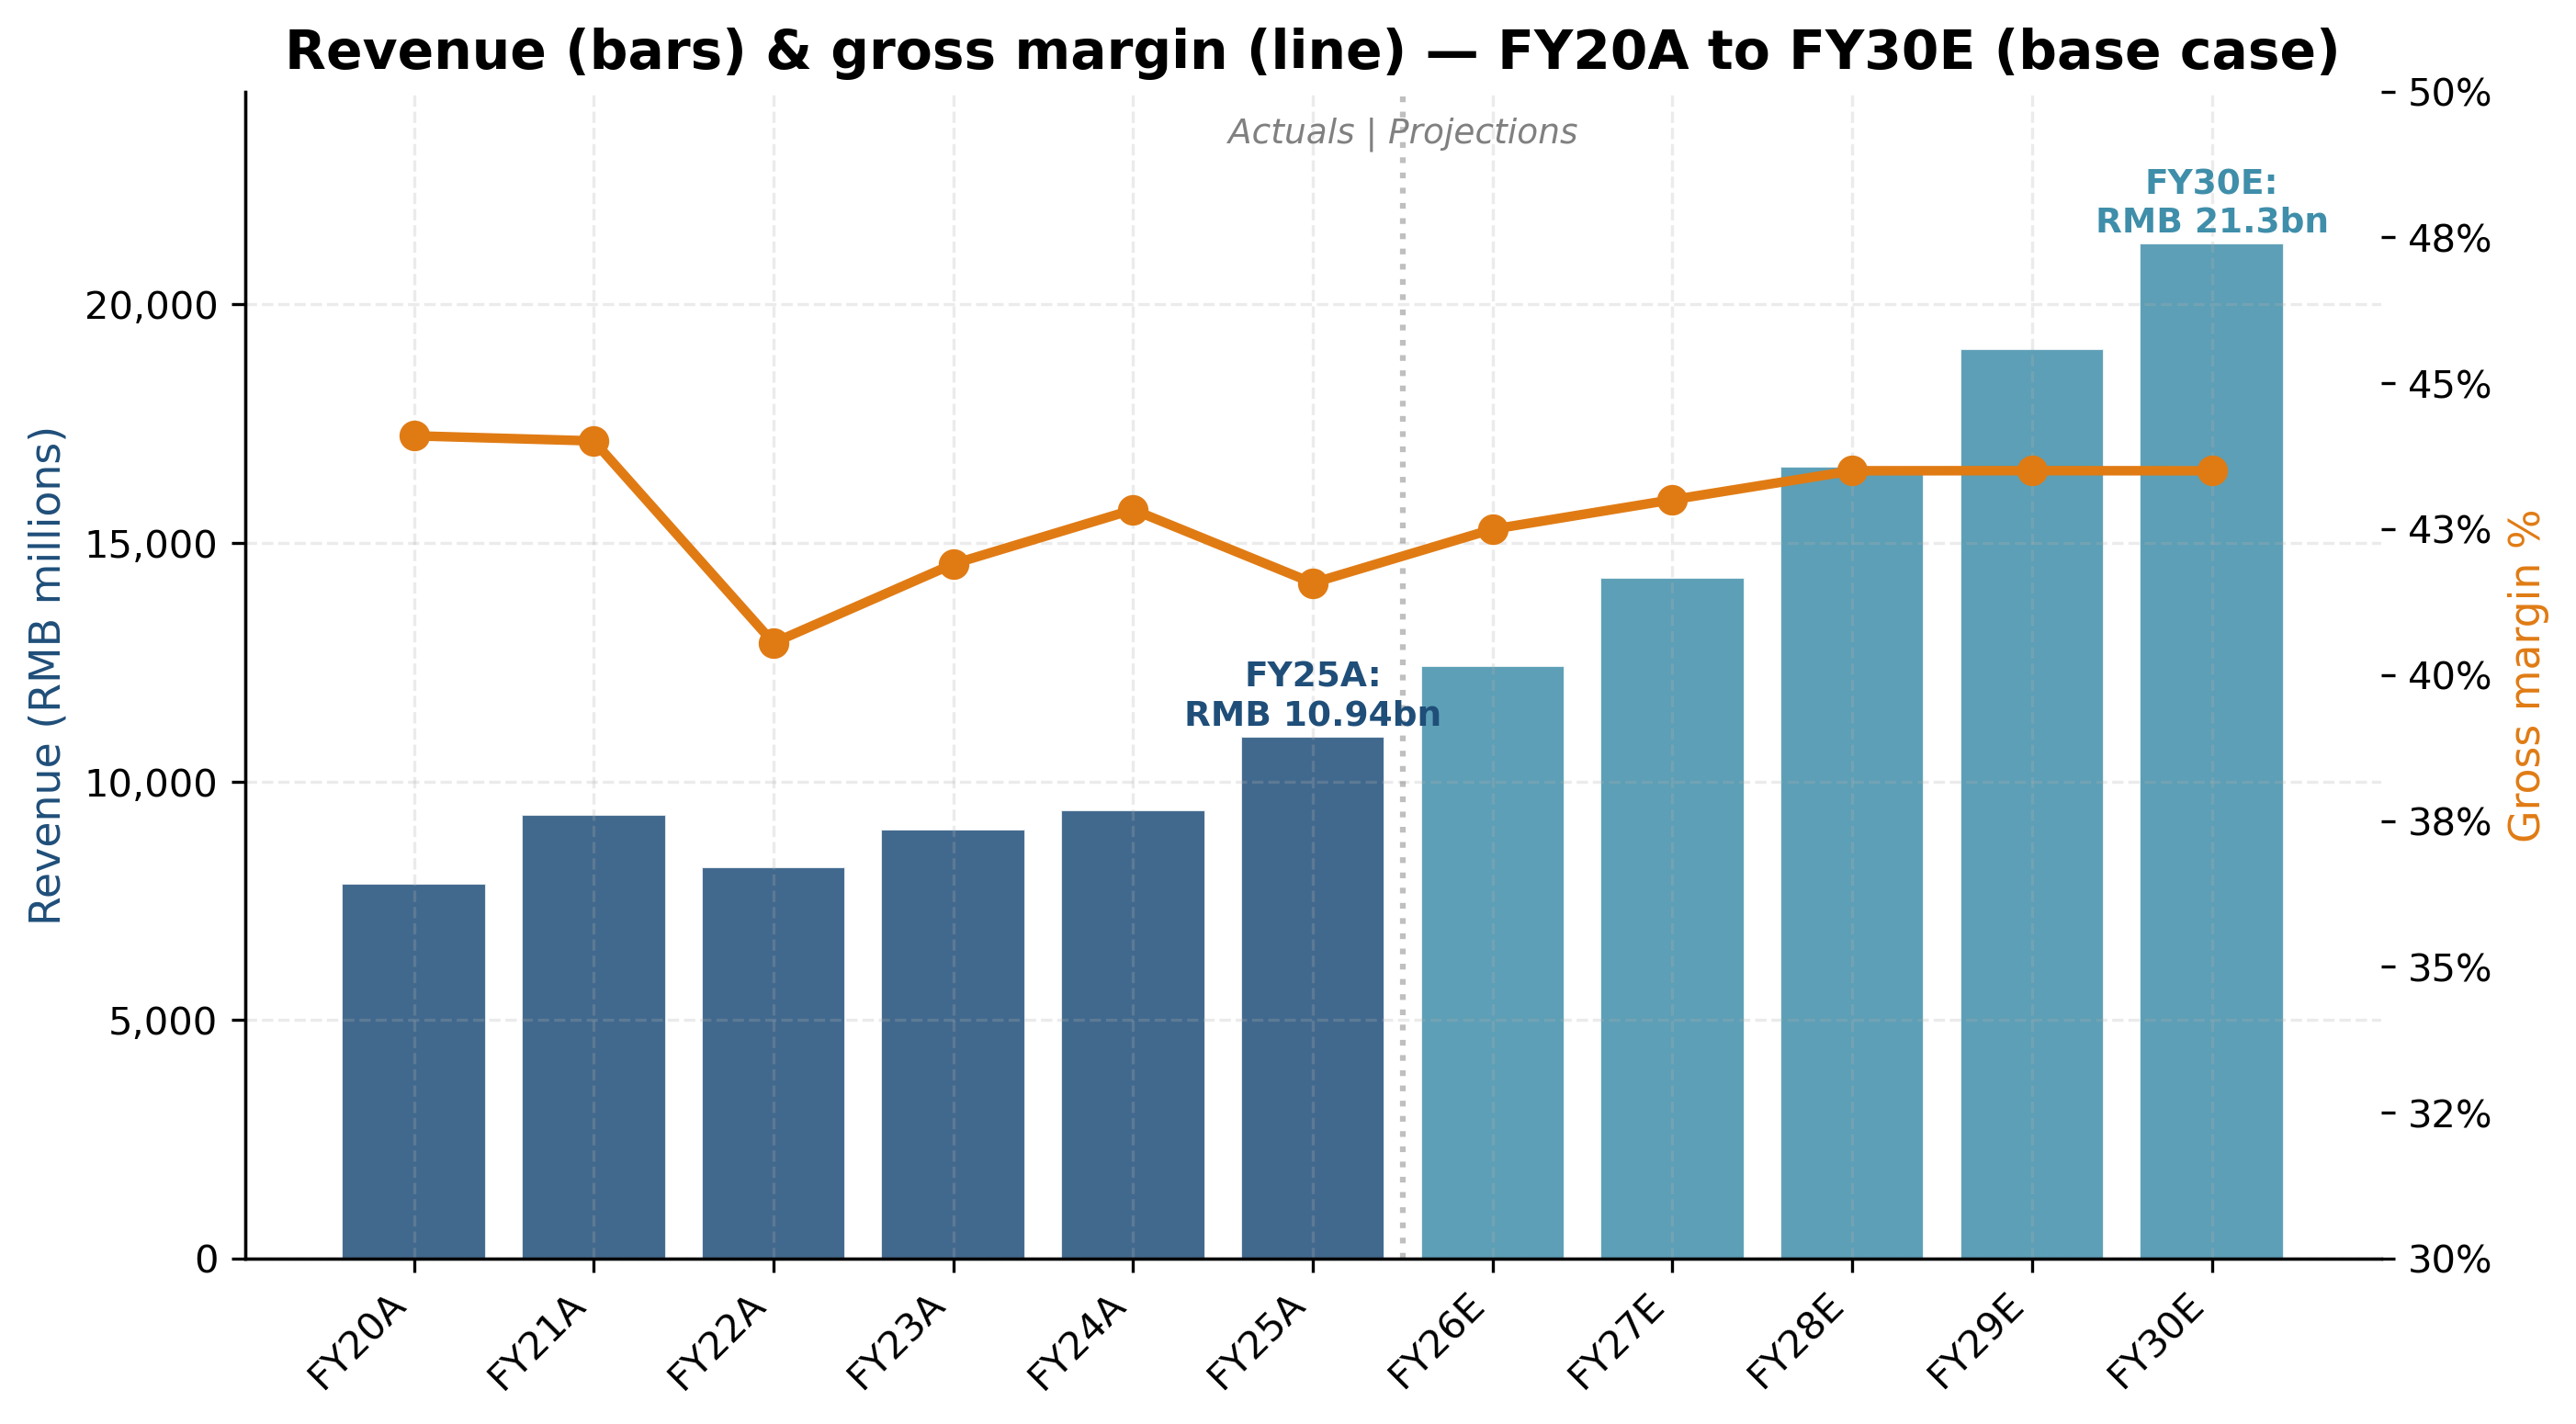 Revenue (bars) & gross margin (line) — FY20A to FY30E (base case)
Actuals | Projections
FY30E:
RMB 21.3bn
FY25A:
RMB 10.94bn
Revenue (RMB millions)
20,000
15,000
10,000
5,000
0
50%
48%
45%
43%
40%
38%
35%
32%
30%
Gross margin %
FY20A
FY21A
FY22A
FY23A
FY24A
FY25A
FY26E
FY27E
FY28E
FY29E
FY30E